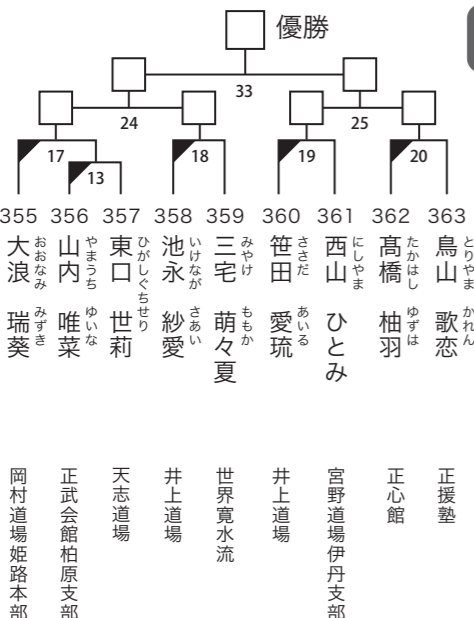 優勝
33
24
25
17
18
19
20
13
355
356
357
358
359
360
361
362
363
大浪 瑞葵
おおなみ みずき
山内 唯菜
やまうち ゆいな
東口 世莉
ひがしぐち せり
池永 紗愛
いけなが さあい
三宅 萌々夏
みやけ ももか
笹田 愛琉
ささだ あいる
西山 ひとみ
にしやま
髙橋 柚羽
たかはし ゆずは
鳥山 歌恋
とりやま かれん
岡村道場姫路本部
正武会館柏原支部
天志道場
井上道場
世界寛水流
井上道場
宮野道場伊丹支部
正心館
正援塾